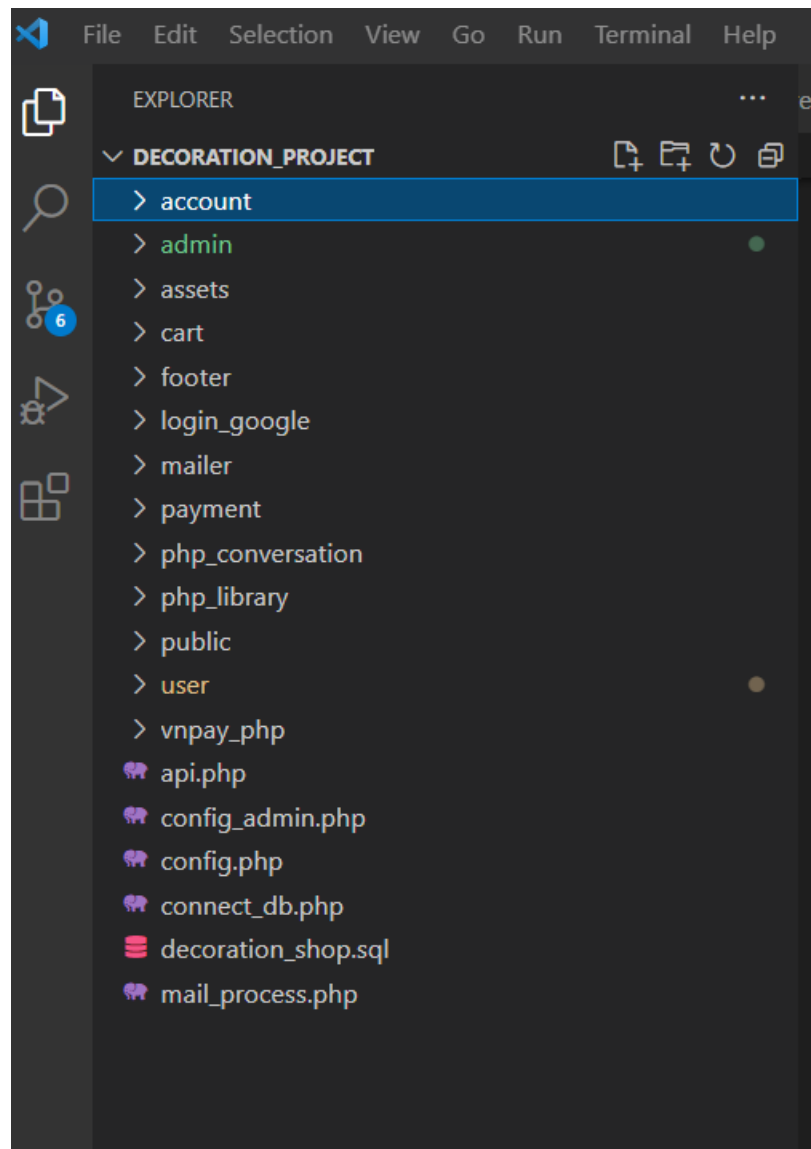 File Edit Selection View Go Run Terminal Help
EXPLORER
DECORATION_PROJECT
account
admin
assets
cart
footer
login_google
6
mailer
payment
php_conversation
php_library
public
user
vnpay_php
api.php
config_admin.php
config.php
connect_db.php
decoration_shop.sql
mail_process.php